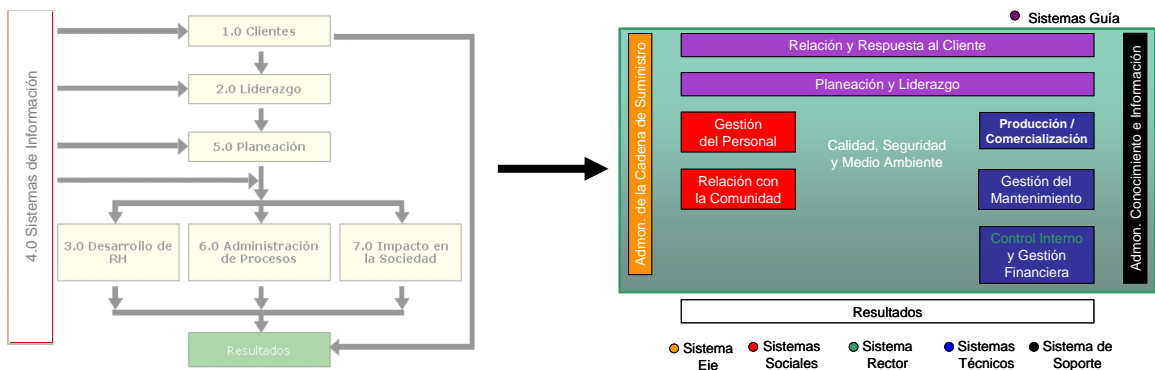 4.0 Sistemas de Información
1.0 Clientes
2.0 Liderazgo
5.0 Planeación
3.0 Desarrollo de
RH
6.0 Administración
de Procesos
7.0 Impacto en
la Sociedad
Resultados
Sistemas Guía
Admon. de la Cadena de Suministro
Relación y Respuesta al Cliente
Planeación y Liderazgo
Gestión
del Personal
Relación con
la Comunidad
Calidad, Seguridad
y Medio Ambiente
Producción /
Comercialización
Gestión del
Mantenimiento
Control Interno
y Gestión
Financiera
Admon. Conocimiento e Información
Resultados
Sistema
Eje
Sistemas
Sociales
Sistema
Rector
Sistemas
Técnicos
Sistema de
Soporte